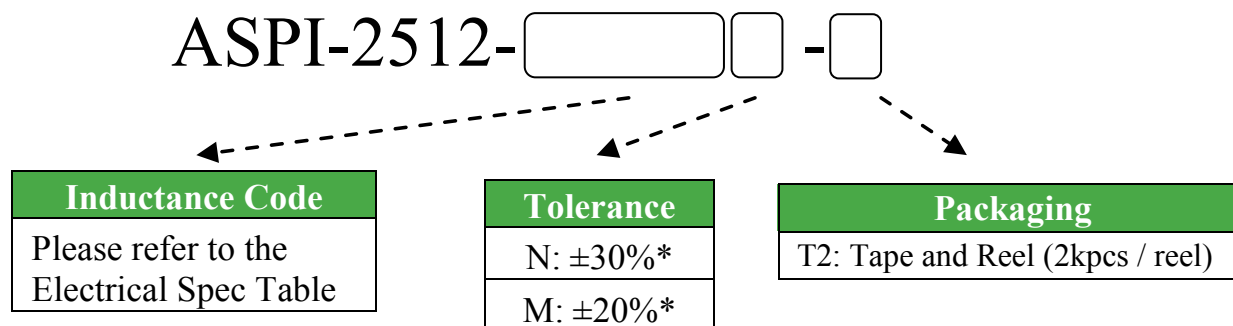 ASPI-2512- -
Inductance Code
Please refer to the
Electrical Spec Table
Tolerance
N: ±30%*
M: ±20%*
Packaging
T2: Tape and Reel (2kpcs / reel)